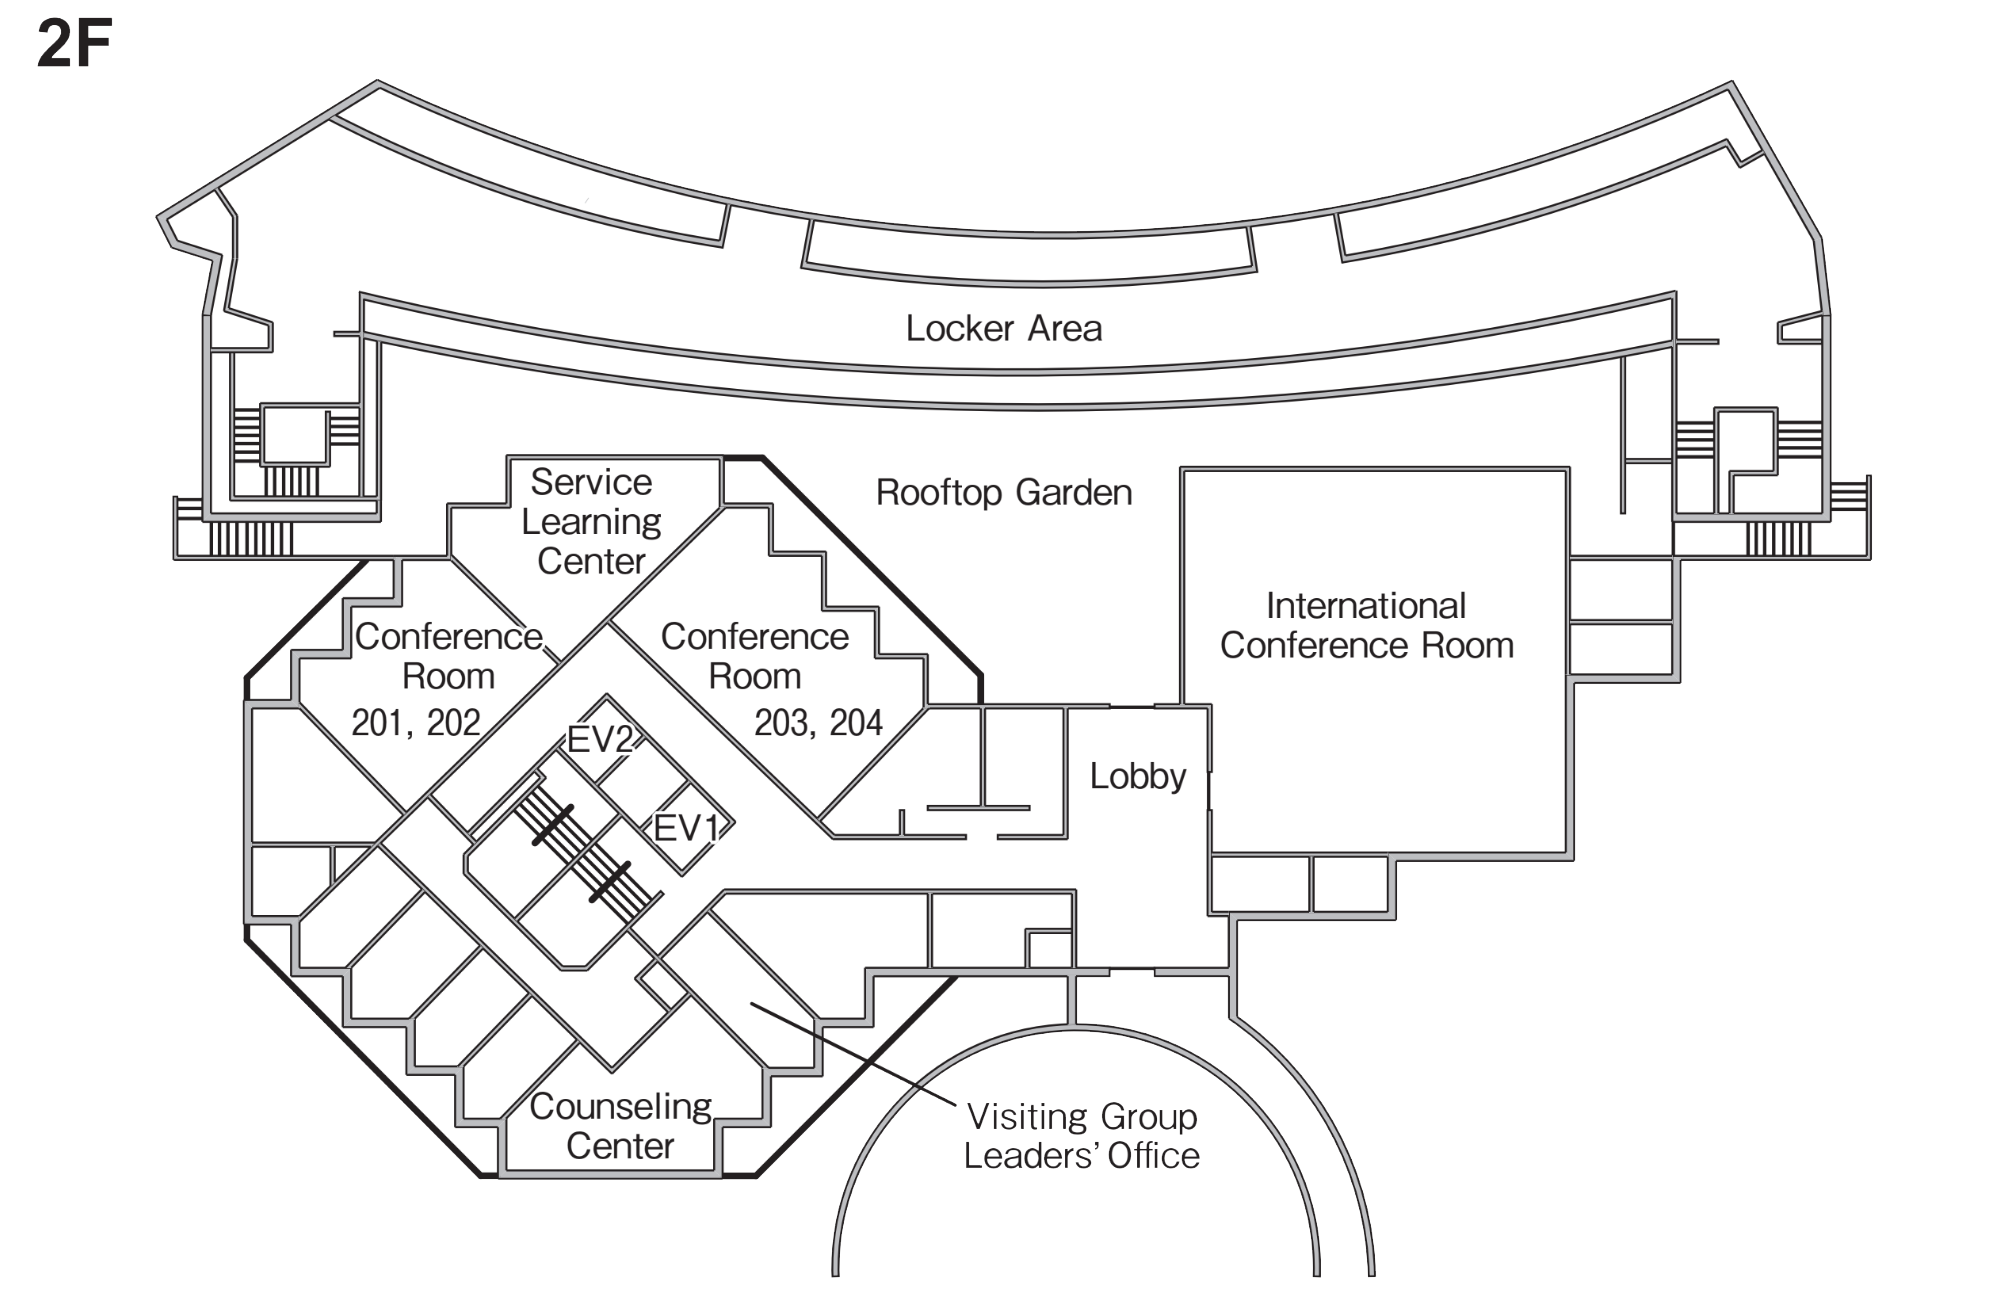 2F
Locker Area
Rooftop Garden
Service
Learning
Center
International
Conference Room
Conference
Room
201, 202
Conference
Room
203, 204
EV2
EV1
Lobby
Counseling
Center
Visiting Group
Leaders' Office